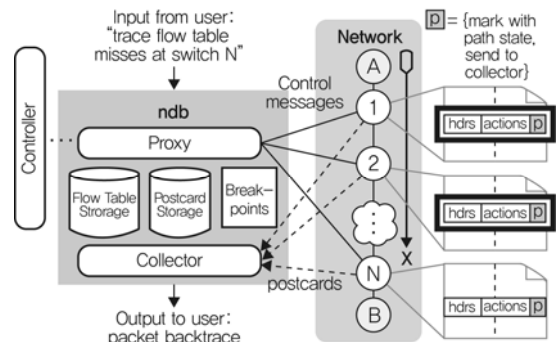 Input from user:
"trace flow table
misses at switch N"
Network
p = {mark with
path state,
send to
collector}
Control
messages
ndb
Controller
Proxy
Flow Table
Strorage
Postcard
Storage
Break-
points
Collector
postcards
Output to user:
packet backtrace
A
1
2
N
B
X
hdrs actions p
hdrs actions p
hdrs actions p